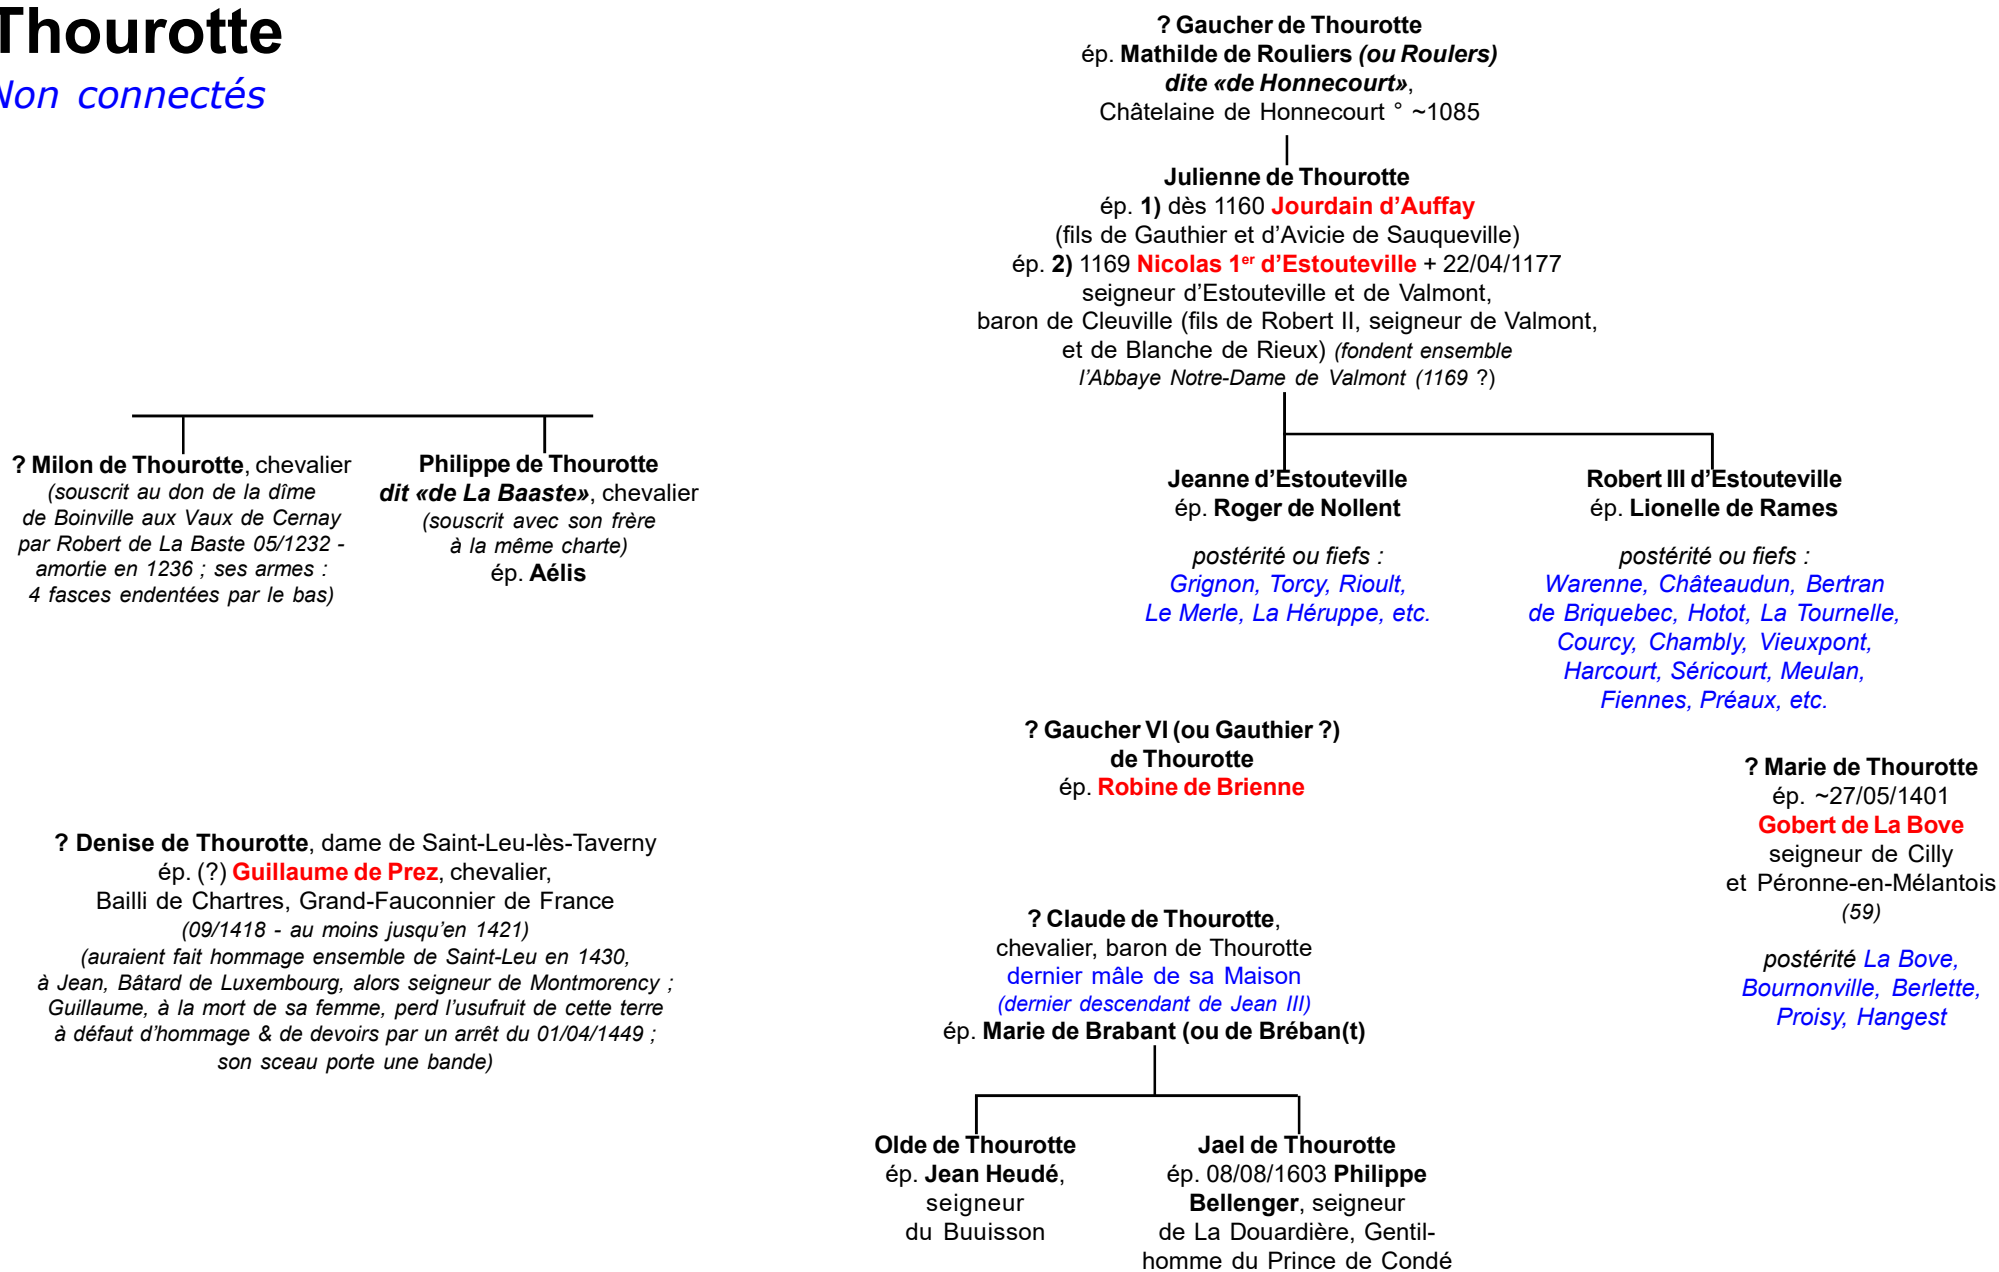 Thourotte
Non connectés
? Gaucher de Thourotte
ép. Mathilde de Rouliers (ou Roulers)
dite «de Honnecourt»,
Châtelaine de Honnecourt ° ~1085
Julienne de Thourotte
ép. 1) dès 1160 Jourdain d’Auffay
(fils de Gauthier et d’Avicie de Sauqueville)
ép. 2) 1169 Nicolas 1er d’Estouteville + 22/04/1177
seigneur d’Estouteville et de Valmont,
baron de Cleuville (fils de Robert II, seigneur de Valmont,
et de Blanche de Rieux) (fondent ensemble
l’Abbaye Notre-Dame de Valmont (1169 ?)
? Milon de Thourotte, chevalier
(souscrit au don de la dîme
de Boinville aux Vaux de Cernay
par Robert de La Baste 05/1232 -
amortie en 1236 ; ses armes :
4 fasces endentées par le bas)
Philippe de Thourotte
dit «de La Baaste», chevalier
(souscrit avec son frère
à la même charte)
ép. Aélis
Jeanne d’Estouteville
ép. Roger de Nollent
postérité ou fiefs :
Grignon, Torcy, Rioult,
Le Merle, La Héruppe, etc.
Robert III d’Estouteville
ép. Lionelle de Rames
postérité ou fiefs :
Warenne, Châteaudun, Bertran
de Briquebec, Hotot, La Tournelle,
Courcy, Chambly, Vieuxpont,
Harcourt, Séricourt, Meulan,
Fiennes, Préaux, etc.
? Gaucher VI (ou Gauthier ?)
de Thourotte
ép. Robine de Brienne
? Marie de Thourotte
ép. ~27/05/1401
Gobert de La Bove
seigneur de Cilly
et Péronne-en-Mélantois
(59)
postérité La Bove,
Bournonville, Berlette,
Proisy, Hangest
? Denise de Thourotte, dame de Saint-Leu-lès-Taverny
ép. (?) Guillaume de Prez, chevalier,
Bailli de Chartres, Grand-Fauconnier de France
(09/1418 - au moins jusqu’en 1421)
(auraient fait hommage ensemble de Saint-Leu en 1430,
à Jean, Bâtard de Luxembourg, alors seigneur de Montmorency ;
Guillaume, à la mort de sa femme, perd l’usufruit de cette terre
à défaut d’hommage & de devoirs par un arrêt du 01/04/1449 ;
son sceau porte une bande)
? Claude de Thourotte,
chevalier, baron de Thourotte
dernier mâle de sa Maison
(dernier descendant de Jean III)
ép. Marie de Brabant (ou de Bréban(t)
Olde de Thourotte
ép. Jean Heudé,
seigneur
du Buuisson
Jael de Thourotte
ép. 08/08/1603 Philippe
Bellenger, seigneur
de La Douardière, Gentil-
homme du Prince de Condé